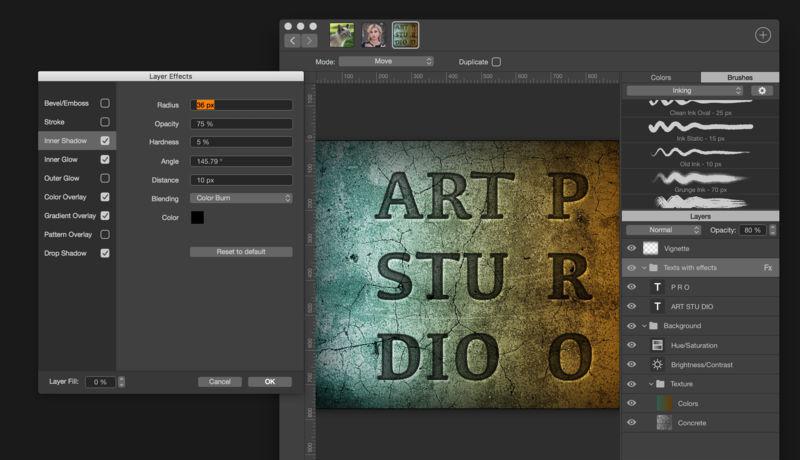 Mode: Move Duplicate
Layer Effects
Bevel/Emboss
Stroke
Inner Shadow
Inner Glow
Outer Glow
Color Overlay
Gradient Overlay
Pattern Overlay
Drop Shadow
Radius 36 px
Opacity 75 %
Hardness 5 %
Angle 145.79 °
Distance 10 px
Blending Color Burn
Color
Reset to default
Layer Fill: 0 % Cancel OK
100 200 300 400 500 600 700 800
ART P
STU R
DIO O
Colors Brushes
Inking
Clean Ink Oval - 25 px
Ink Static - 15 px
Old Ink - 10 px
Grunge Ink - 70 px
Layers
Normal Opacity: 80 %
Vignette
Texts with effects Fx
T P R O
T ART STU DIO
Background
Hue/Saturation
Brightness/Contrast
Texture
Colors
Concrete